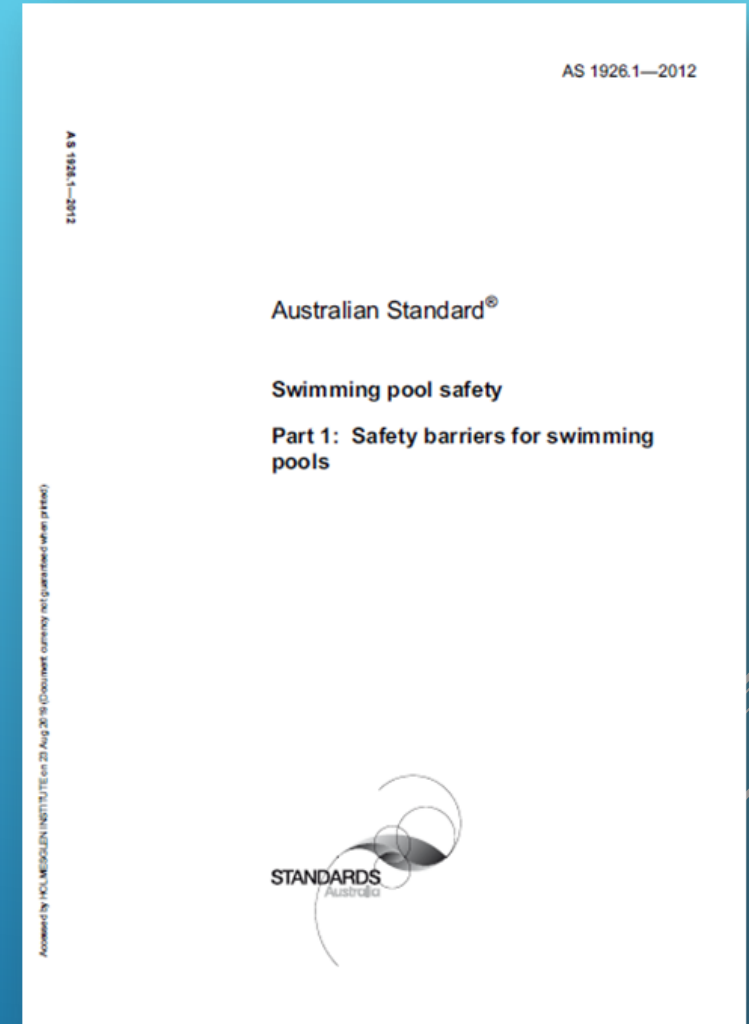 AS 1926.1—2012
AS 1926.1—2012
Australian Standard®
Swimming pool safety
Part 1: Safety barriers for swimming
pools
Accessed by HOLMESGLEN INSTITUTE on 23 Aug 2019 (Document currency not guaranteed when printed)
STANDARDS
Australia